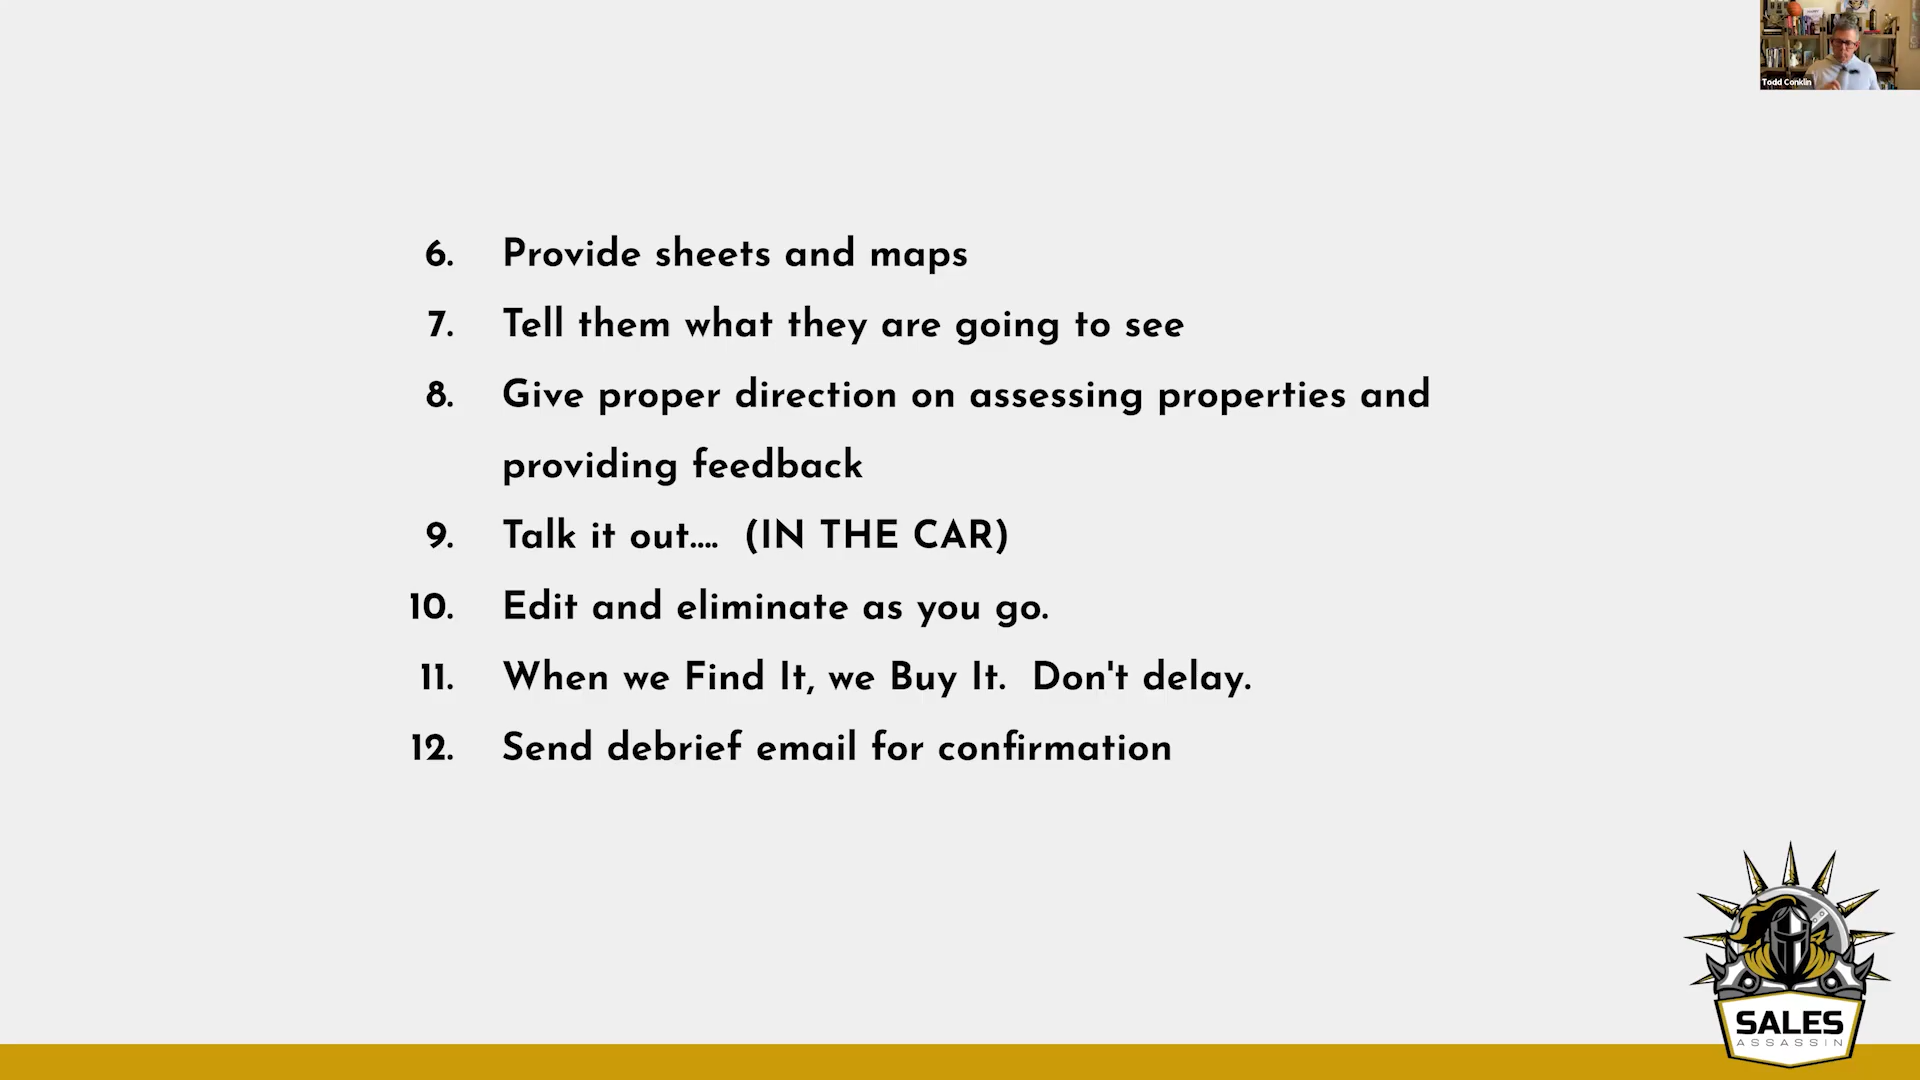 Todd Conklin
6. Provide sheets and maps
7. Tell them what they are going to see
8. Give proper direction on assessing properties and
providing feedback
9. Talk it out.... (IN THE CAR)
10. Edit and eliminate as you go.
11. When we Find It, we Buy It. Don't delay.
12. Send debrief email for confirmation
SALES
ASSASSIN